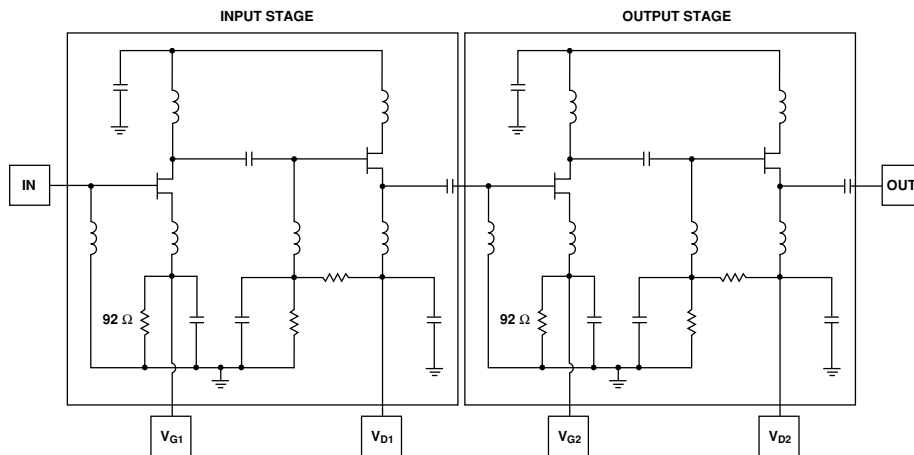 INPUT STAGE
OUTPUT STAGE
IN
OUT
92 Ω
92 Ω
VG1
VD1
VG2
VD2